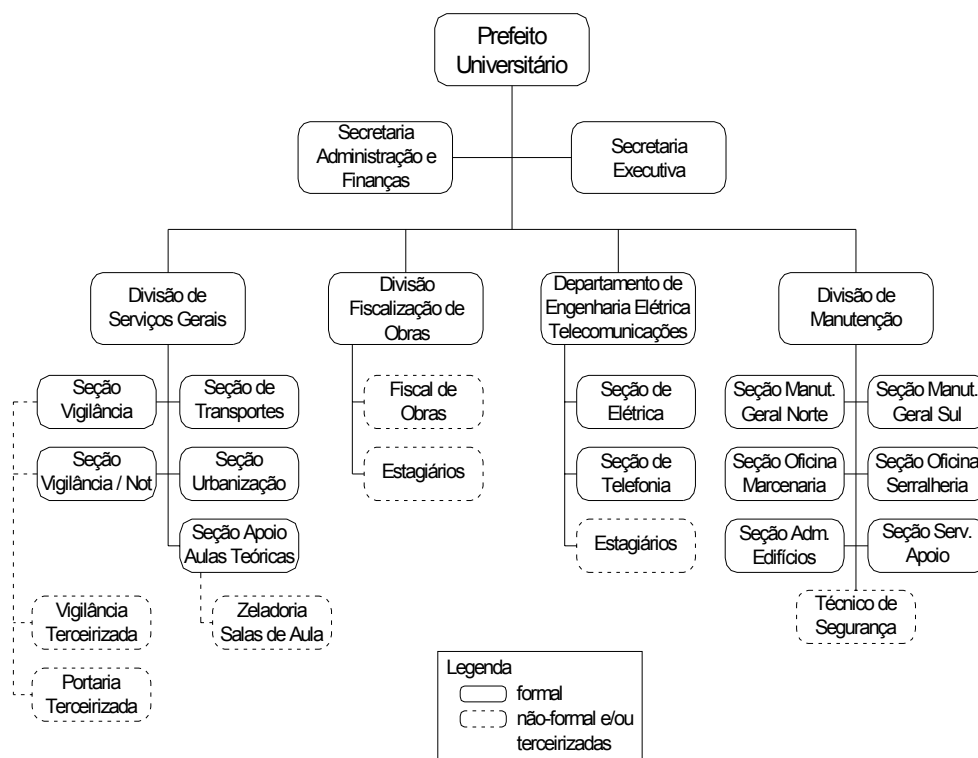 Prefeito
Universitário
Secretaria
Administração e
Finanças
Secretaria
Executiva
Divisão de
Serviços Gerais
Divisão
Fiscalização de
Obras
Departamento de
Engenharia Elétrica
Telecomunicações
Divisão de
Manutenção
Seção
Vigilância
Seção de
Transportes
Seção
Vigilância / Not
Seção
Urbanização
Seção Apoio
Aulas Teóricas
Vigilância
Terceirizada
Zeladoria
Salas de Aula
Portaria
Terceirizada
Fiscal de
Obras
Estagiários
Seção de
Elétrica
Seção de
Telefonia
Estagiários
Seção Manut.
Geral Norte
Seção Manut.
Geral Sul
Seção Oficina
Marcenaria
Seção Oficina
Serralheria
Seção Adm.
Edifícios
Seção Serv.
Apoio
Técnico de
Segurança
Legenda
formal
não-formal e/ou
terceirizadas